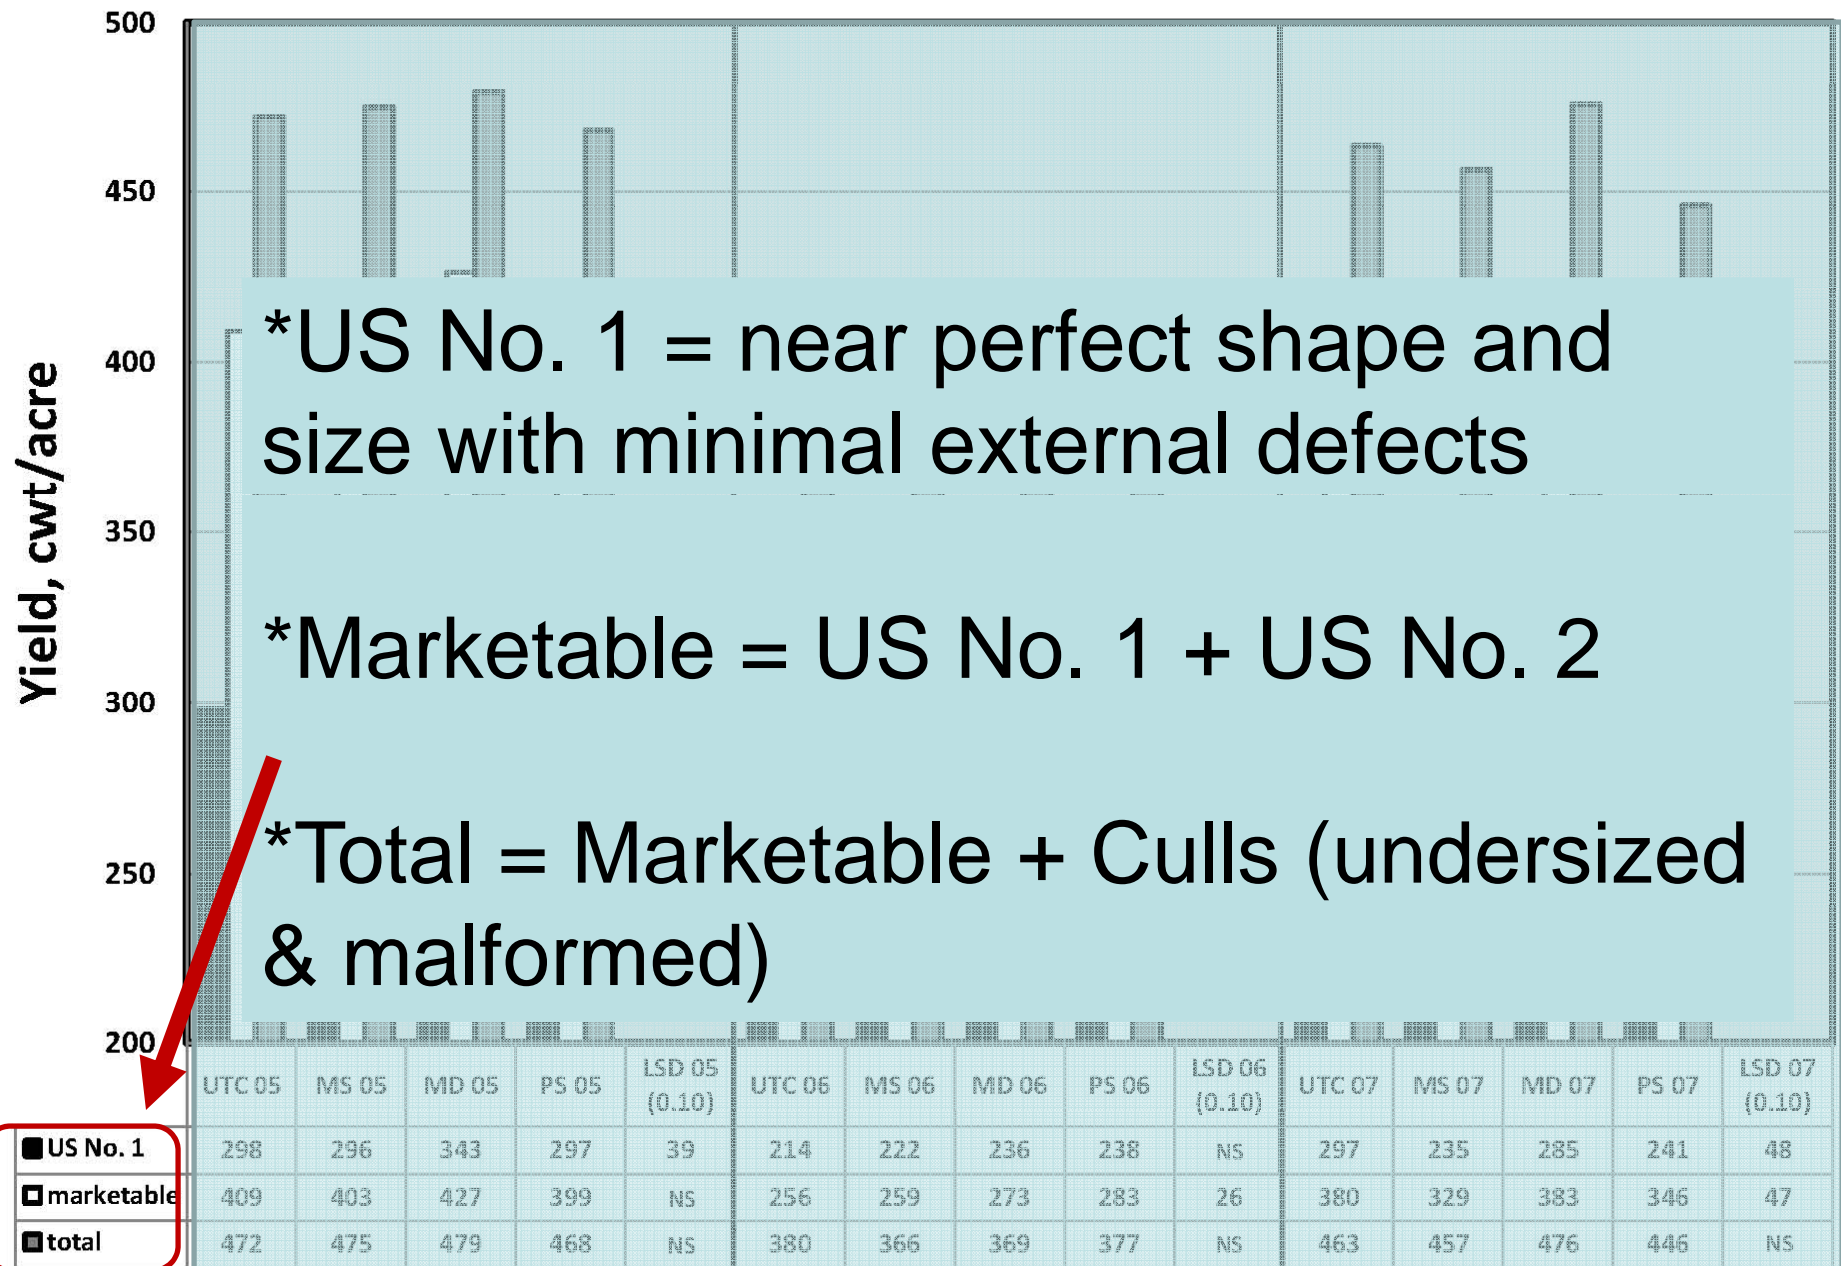 500
450
400
350
300
250
200
Yield, cwt/acre
*US No. 1 = near perfect shape and
size with minimal external defects
*Marketable = US No. 1 + US No. 2
*Total = Marketable + Culls (undersized
& malformed)
UTC 05 MS 05 MD 05 PS 05 LSD 05 (0.10) UTC 06 MS 06 MD 06 PS 06 LSD 06 (0.10) UTC 07 MS 07 MD 07 PS 07 LSD 07 (0.10)
US No. 1 298 296 343 297 39 214 222 236 238 NS 297 235 285 241 48
marketable 409 403 427 399 NS 256 259 273 283 26 380 329 383 346 47
total 472 475 479 468 NS 380 366 369 377 NS 463 457 476 446 NS